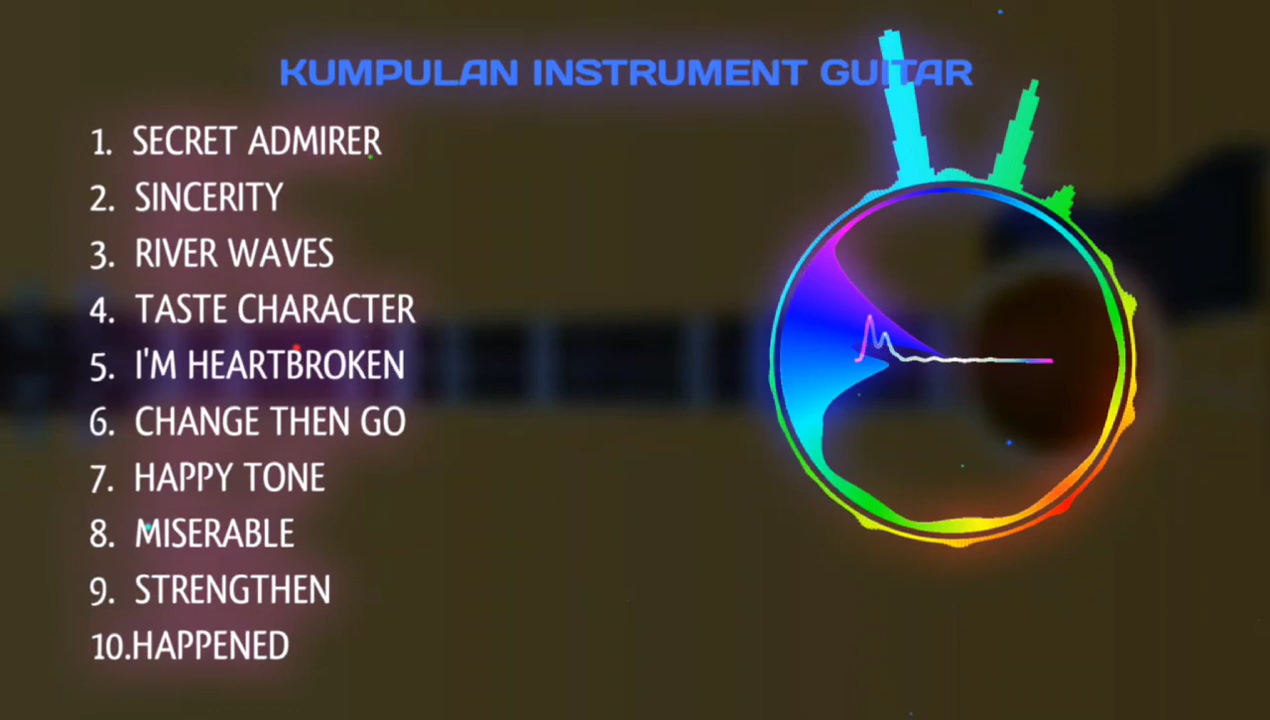 KUMPULAN INSTRUMENT GUITAR
1. SECRET ADMIRER
2. SINCERITY
3. RIVER WAVES
4. TASTE CHARACTER
5. I'M HEARTBROKEN
6. CHANGE THEN GO
7. HAPPY TONE
8. MISERABLE
9. STRENGTHEN
10.HAPPENED